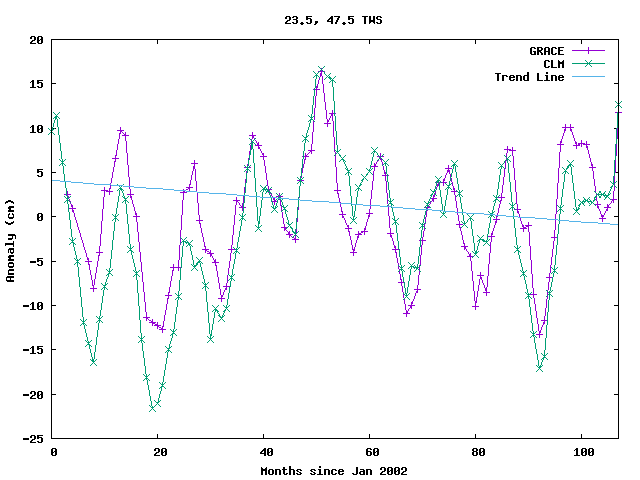 23.5, 47.5 TWS
GRACE
CLM
Trend Line
20
15
10
5
0
-5
-10
-15
-20
-25
Anomaly (cm)
0 20 40 60 80 100
Months since Jan 2002